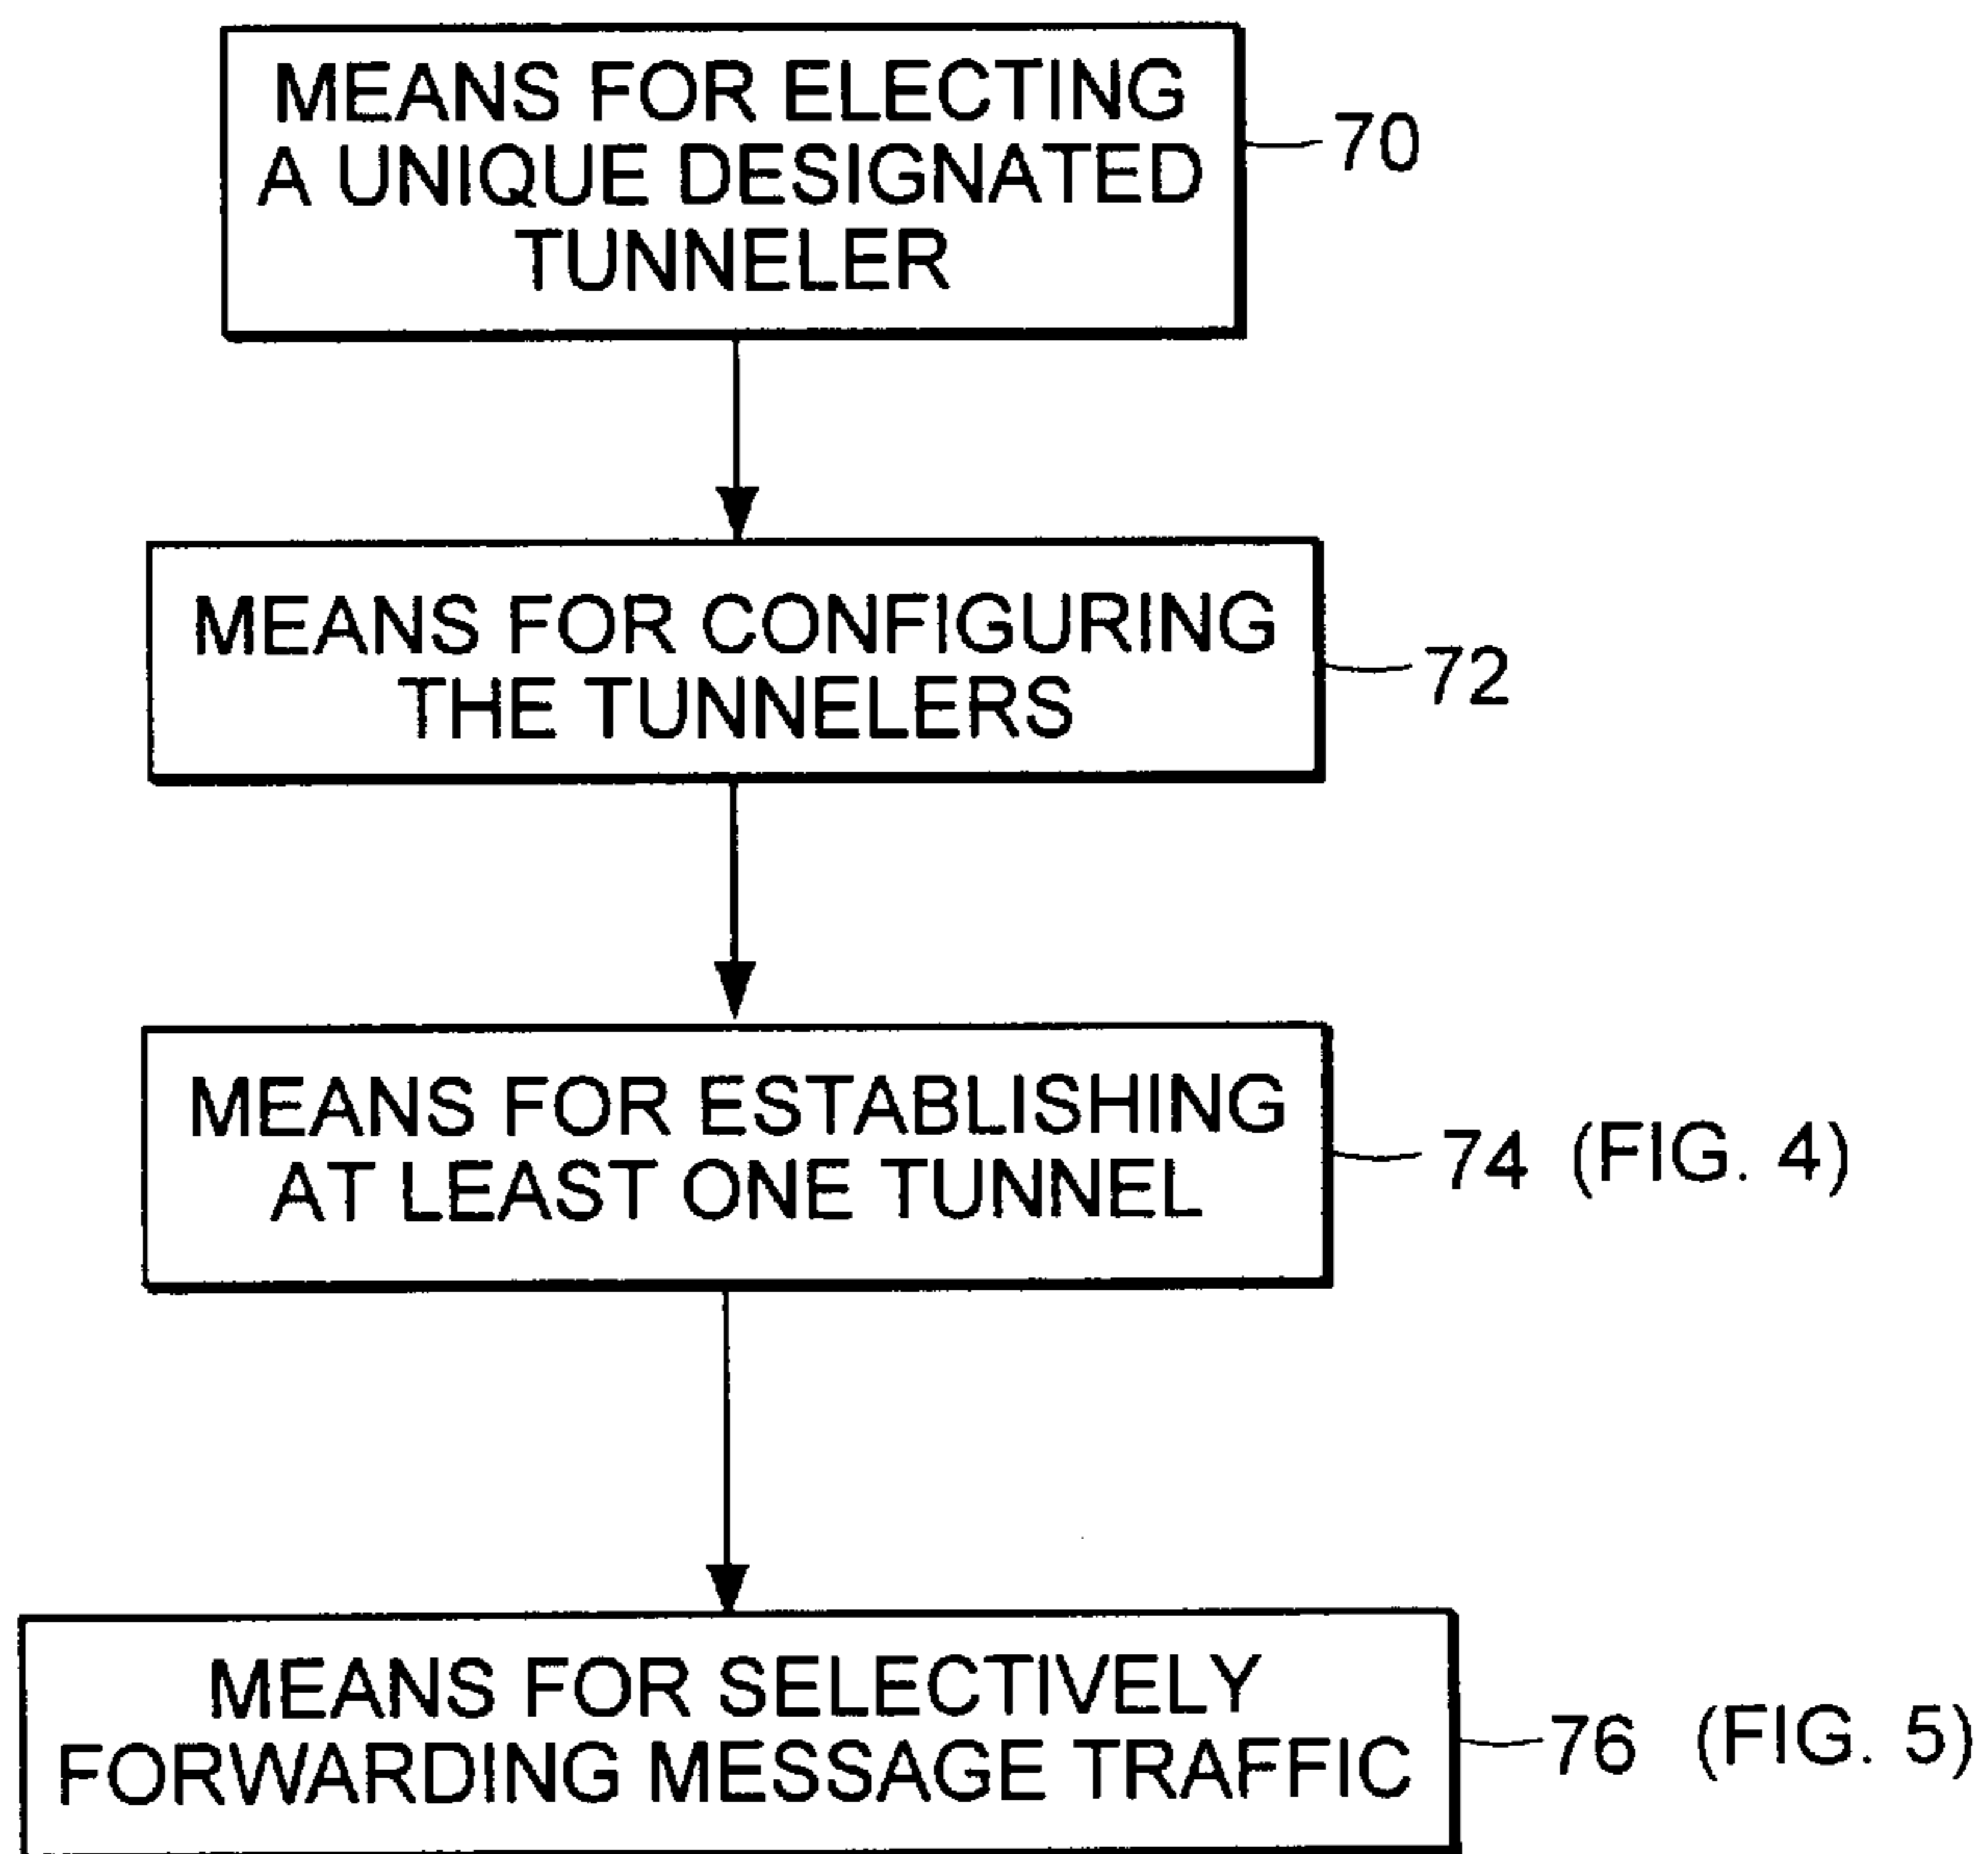 MEANS FOR ELECTING
A UNIQUE DESIGNATED
TUNNELER
70
MEANS FOR CONFIGURING
THE TUNNELERS
72
MEANS FOR ESTABLISHING
AT LEAST ONE TUNNEL
74 (FIG. 4)
MEANS FOR SELECTIVELY
FORWARDING MESSAGE TRAFFIC
76 (FIG. 5)